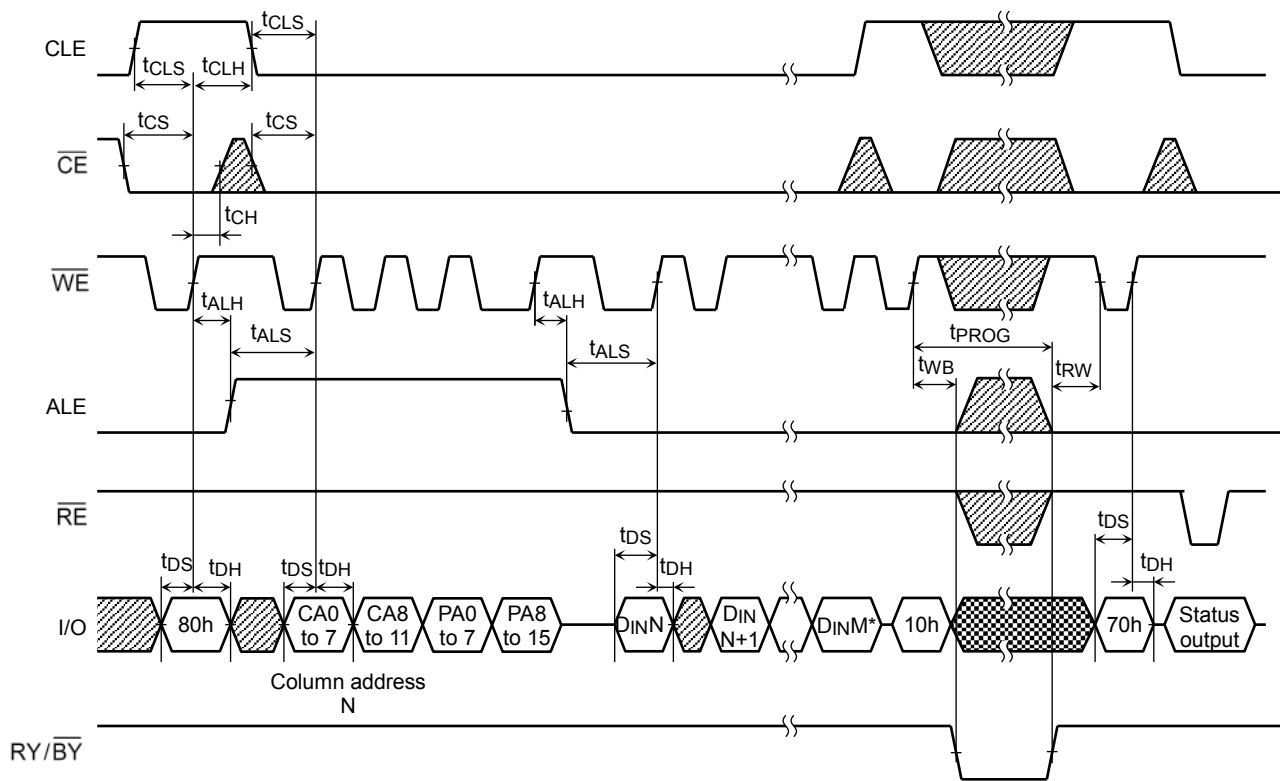 tCLS
CLE
tCLS tCLH
tCS tCS
CE
tCH
WE
tALH tALH
tPROG
tALS tALS
tWB tRW
ALE
RE
tDS tDS
tDS tDH tDS tDH tDH tDH
I/O 80h CA0 to 7 CA8 to 11 PA0 to 7 PA8 to 15 DINN DIN N+1 DINM* 10h 70h Status output
Column address
N
RY/BY